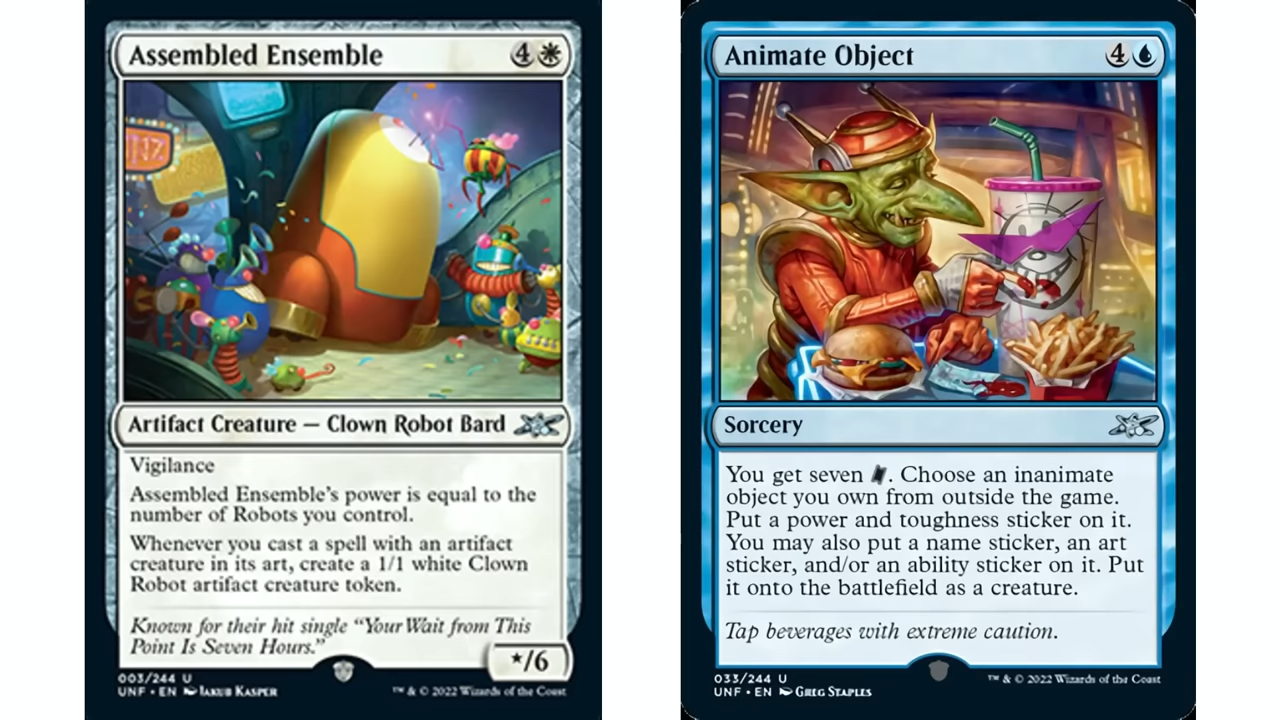 Assembled Ensemble
4
N7
Artifact Creature — Clown Robot Bard
Vigilance
Assembled Ensemble's power is equal to the
number of Robots you control.
Whenever you cast a spell with an artifact
creature in its art, create a 1/1 white Clown
Robot artifact creature token.
Known for their hit single “Your Wait from This
Point Is Seven Hours.”
*/6
003/244 U
UNF • EN Jakub Kasper
™ & © 2022 Wizards of the Coast
Animate Object
4
Sorcery
You get seven . Choose an inanimate
object you own from outside the game.
Put a power and toughness sticker on it.
You may also put a name sticker, an art
sticker, and/or an ability sticker on it. Put
it onto the battlefield as a creature.
Tap beverages with extreme caution.
033/244 U
UNF • EN Greg Staples
™ & © 2022 Wizards of the Coast